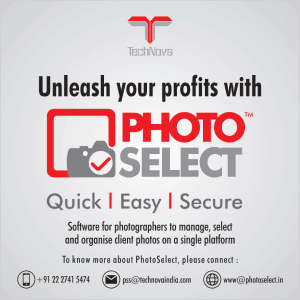 TechNova
Unleash your profits with
PHOTO™
SELECT
Quick | Easy | Secure
Software for photographers to manage, select
and organise client photos on a single platform
To know more about PhotoSelect, please connect :
+ 91 22 2741 5474 pss@technovaindia.com www@photoselect.in